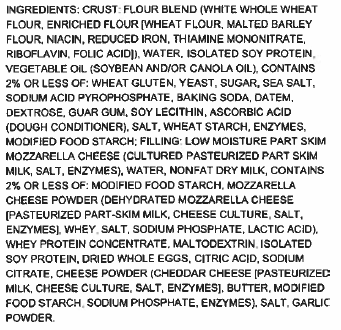 INGREDIENTS: CRUST: FLOUR BLEND (WHITE WHOLE WHEAT
FLOUR, ENRICHED FLOUR [WHEAT FLOUR, MALTED BARLEY
FLOUR, NIACIN, REDUCED IRON, THIAMINE MONONITRATE,
RIBOFLAVIN, FOLIC ACID]), WATER, ISOLATED SOY PROTEIN,
VEGETABLE OIL (SOYBEAN AND/OR CANOLA OIL), CONTAINS
2% OR LESS OF: WHEAT GLUTEN, YEAST, SUGAR, SEA SALT,
SODIUM ACID PYROPHOSPHATE, BAKING SODA, DATEM,
DEXTROSE, GUAR GUM, SOY LECITHIN, ASCORBIC ACID
(DOUGH CONDITIONER), SALT, WHEAT STARCH, ENZYMES,
MODIFIED FOOD STARCH; FILLING: LOW MOISTURE PART SKIM
MOZZARELLA CHEESE (CULTURED PASTEURIZED PART SKIM
MILK, SALT, ENZYMES), WATER, NONFAT DRY MILK, CONTAINS
2% OR LESS OF: MODIFIED FOOD STARCH, MOZZARELLA
CHEESE POWDER (DEHYDRATED MOZZARELLA CHEESE
[PASTEURIZED PART-SKIM MILK, CHEESE CULTURE, SALT,
ENZYMES], WHEY, SALT, SODIUM PHOSPHATE, LACTIC ACID),
WHEY PROTEIN CONCENTRATE, MALTODEXTRIN, ISOLATED
SOY PROTEIN, DRIED WHOLE EGGS, CITRIC ACID, SODIUM
CITRATE, CHEESE POWDER (CHEDDAR CHEESE [PASTEURIZED
MILK, CHEESE CULTURE, SALT, ENZYMES], BUTTER, MODIFIED
FOOD STARCH, SODIUM PHOSPHATE, ENZYMES), SALT, GARLIC
POWDER.